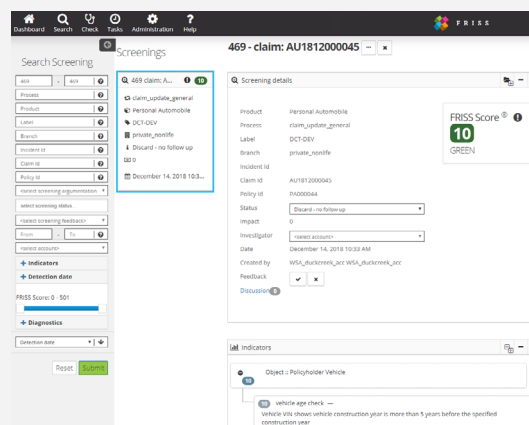 Dashboard Search Check Tasks Administration Help
FRISS
Search Screening
469 - 469
Process
Product
Label
Branch
Incident Id
Claim Id
Policy Id
<select screening argumentation
select screening status.
<select screening feedback>
From - To
<select account>
+ Indicators
+ Detection date
FRISS Score: 0 - 501
+ Diagnostics
Detection date
Reset Submit
Screenings
469 claim: A... 10
claim_update_general
Personal Automobile
DCT-DEV
private_nonlife
Discard - no follow up
0
December 14, 2018 10:3...
469 - claim: AU1812000045 ... x
Screening details
Product Personal Automobile
Process claim_update_general
Label DCT-DEV
Branch private_nonlife
Incident Id
Claim Id AU1812000045
Policy Id PA000044
Status Discard - no follow up
Impact 0
Investigator <select account>
Date December 14, 2018 10:33 AM
Created by WSA_duckcreek_acc WSA_duckcreek_acc
Feedback
Discussion 0
FRISS Score ®
10
GREEN
Indicators
Object :: Policyholder Vehicle
10
10 vehicle age check —
Vehicle VIN shows vehicle construction year is more than 5 years before the specified
construction year